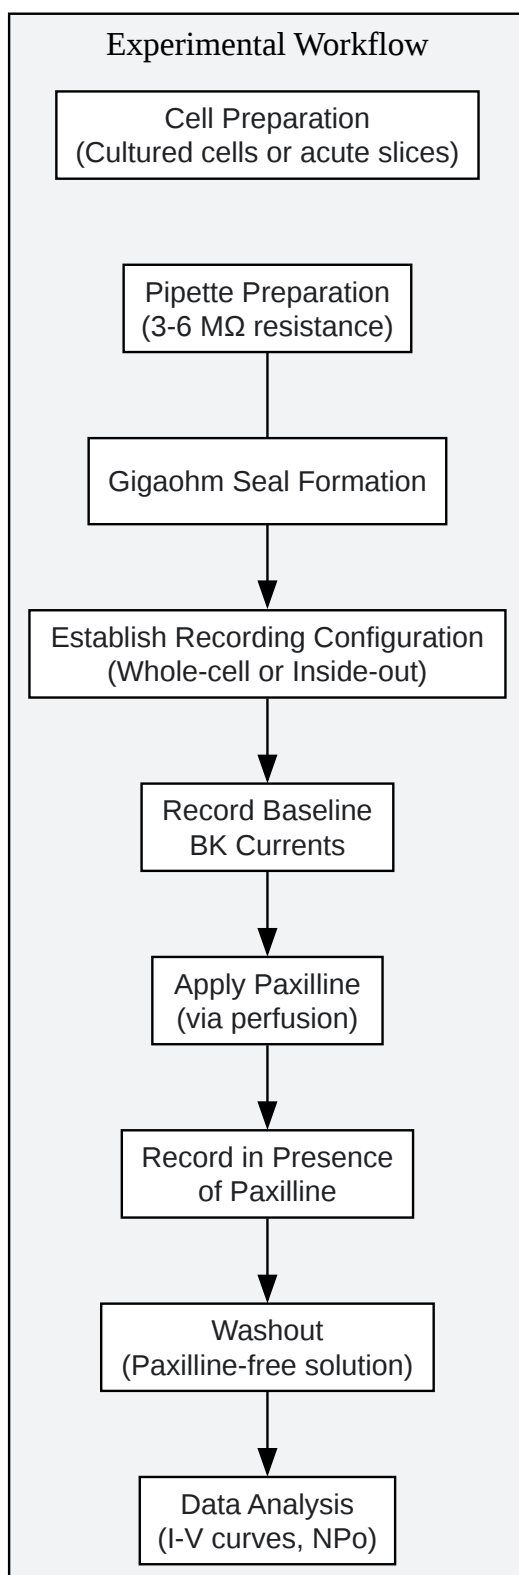 Experimental Workflow
Cell Preparation
(Cultured cells or acute slices)
Pipette Preparation
(3-6 MΩ resistance)
Gigaohm Seal Formation
Establish Recording Configuration
(Whole-cell or Inside-out)
Record Baseline
BK Currents
Apply Paxilline
(via perfusion)
Record in Presence
of Paxilline
Washout
(Paxilline-free solution)
Data Analysis
(I-V curves, NPo)